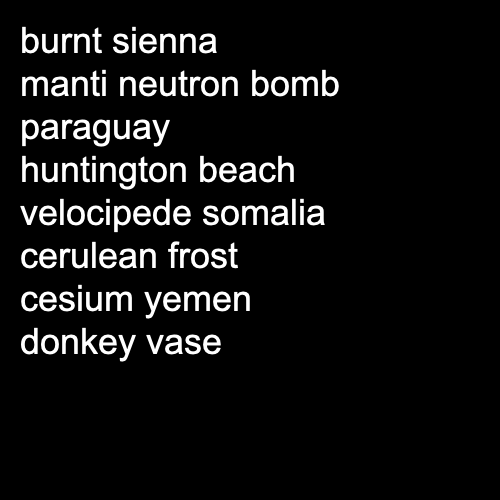 burnt sienna
manti neutron bomb
paraguay
huntington beach
velocipede somalia
cerulean frost
cesium yemen
donkey vase